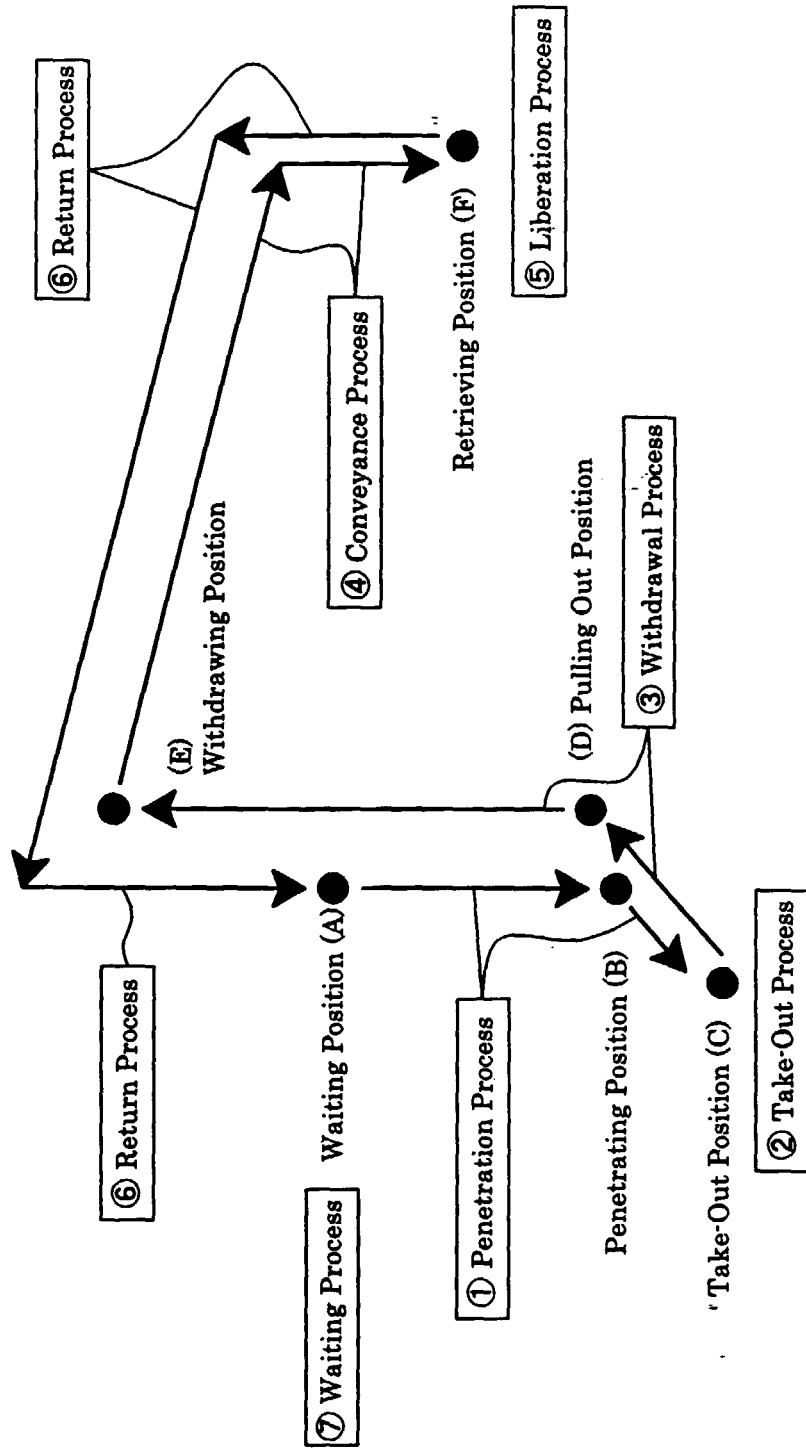 ⑥ Return Process
⑥ Return Process
(E)
Withdrawing Position
④ Conveyance Process
⑦ Waiting Process
Waiting Position (A)
Retrieving Position (F)
① Penetration Process
⑤ Liberation Process
Penetrating Position (B)
(D) Pulling Out Position
③ Withdrawal Process
Take-Out Position (C)
② Take-Out Process